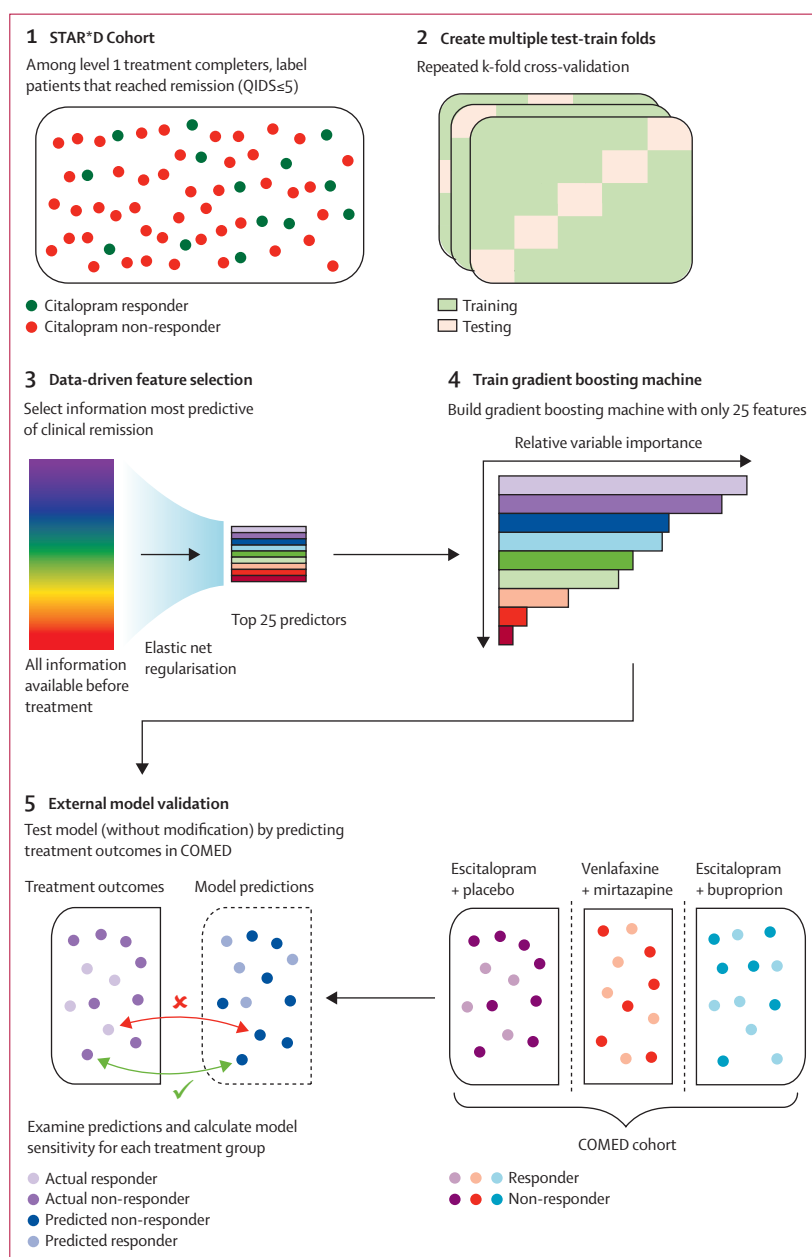 1 STAR*D Cohort
Among level 1 treatment completers, label
patients that reached remission (QIDS≤5)
Citalopram responder
Citalopram non-responder
2 Create multiple test-train folds
Repeated k-fold cross-validation
Training
Testing
3 Data-driven feature selection
Select information most predictive
of clinical remission
All information
available before
treatment
Elastic net
regularisation
Top 25 predictors
4 Train gradient boosting machine
Build gradient boosting machine with only 25 features
Relative variable importance
5 External model validation
Test model (without modification) by predicting
treatment outcomes in COMED
Treatment outcomes
Model predictions
Examine predictions and calculate model
sensitivity for each treatment group
Actual responder
Actual non-responder
Predicted non-responder
Predicted responder
Escitalopram
+ placebo
Venlafaxine
+ mirtazapine
Escitalopram
+ buproprion
COMED cohort
Responder
Non-responder